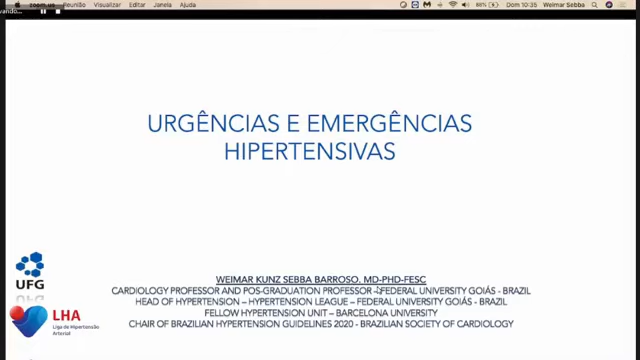 zoom.us Reunião Visualizar Editar Janela Ajuda 86% Dom 10:35 Weimar Sebba
URGÊNCIAS E EMERGÊNCIAS
HIPERTENSIVAS
WEIMAR KUNZ SEBBA BARROSO. MD-PHD-FESC
CARDIOLOGY PROFESSOR AND POS-GRADUATION PROFESSOR -FEDERAL UNIVERSITY GOIÁS - BRAZIL
HEAD OF HYPERTENSION – HYPERTENSION LEAGUE – FEDERAL UNIVERSITY GOIÁS - BRAZIL
FELLOW HYPERTENSION UNIT – BARCELONA UNIVERSITY
CHAIR OF BRAZILIAN HYPERTENSION GUIDELINES 2020 - BRAZILIAN SOCIETY OF CARDIOLOGY
UFG
LHA
Liga de Hipertensão
Arterial